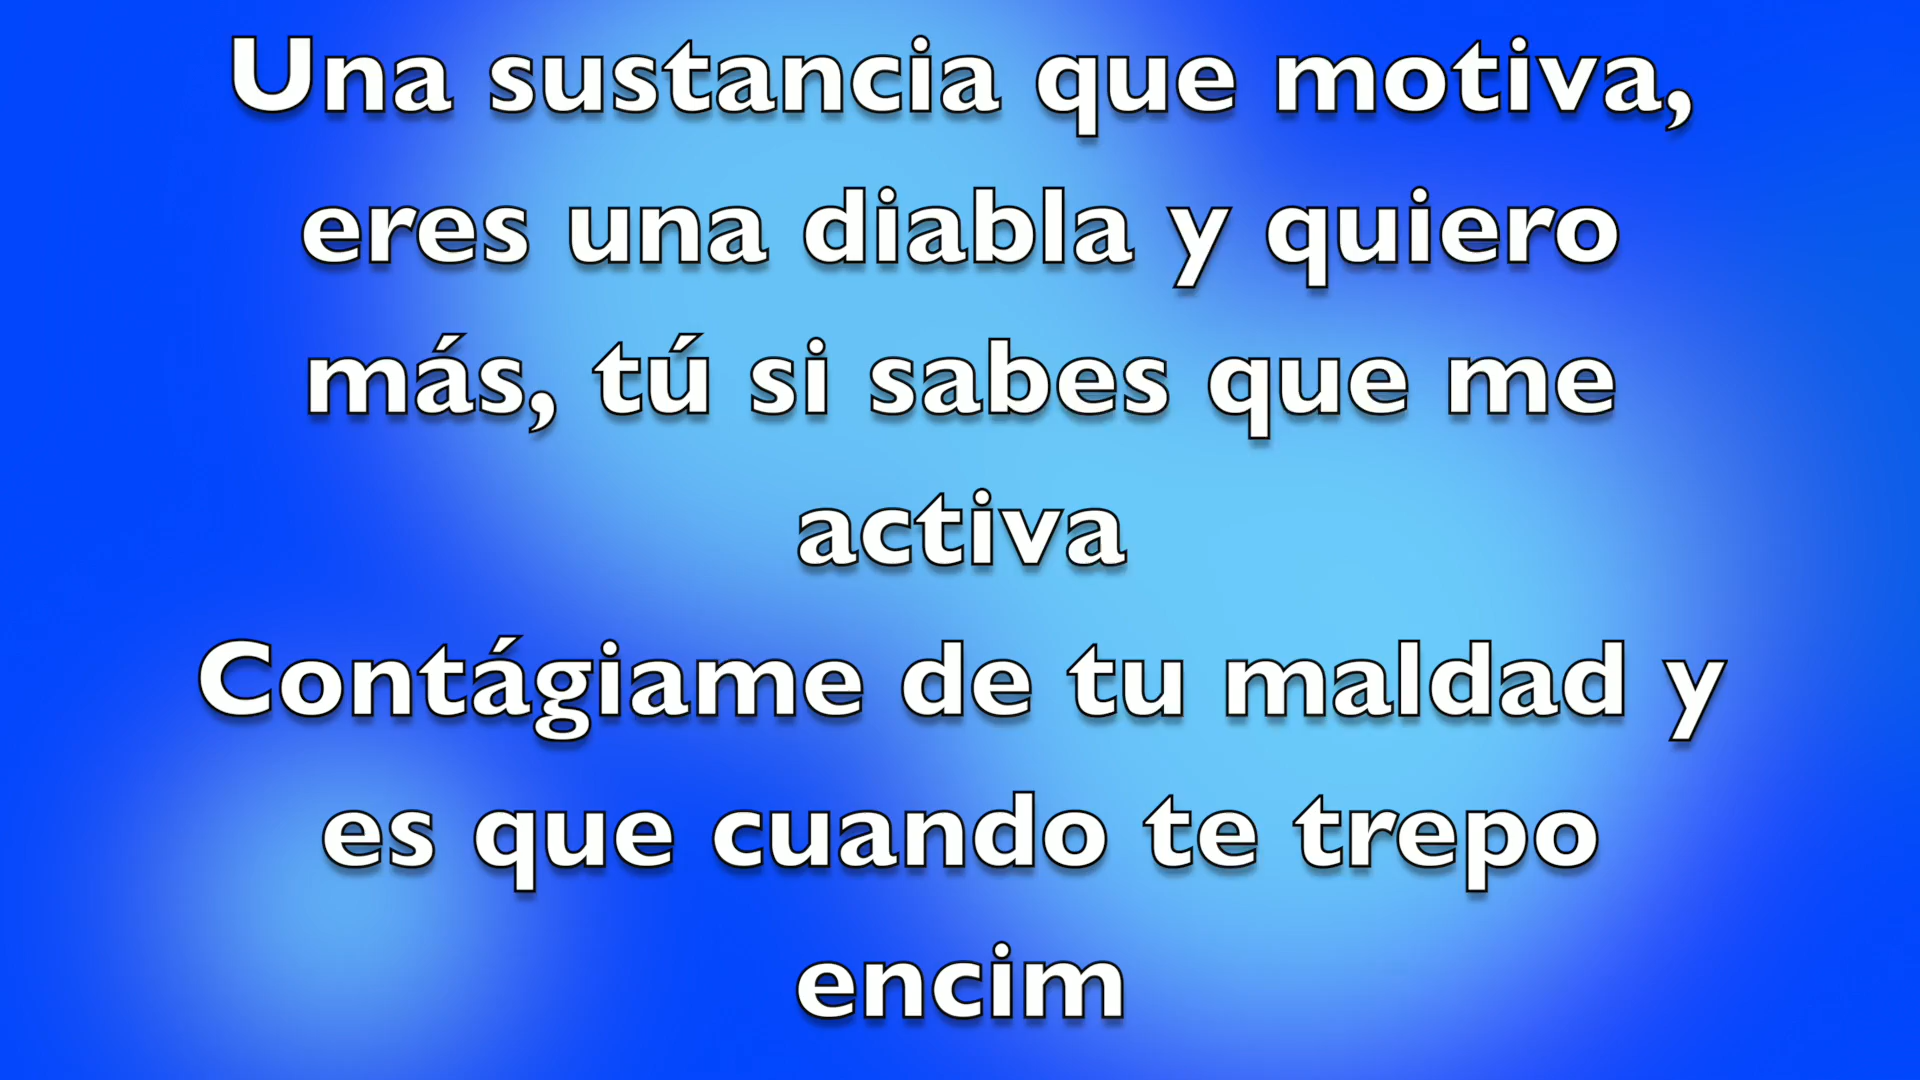 Una sustancia que motiva,
eres una diabla y quiero
más, tú si sabes que me
activa
Contágiame de tu maldad y
es que cuando te trepo
encim